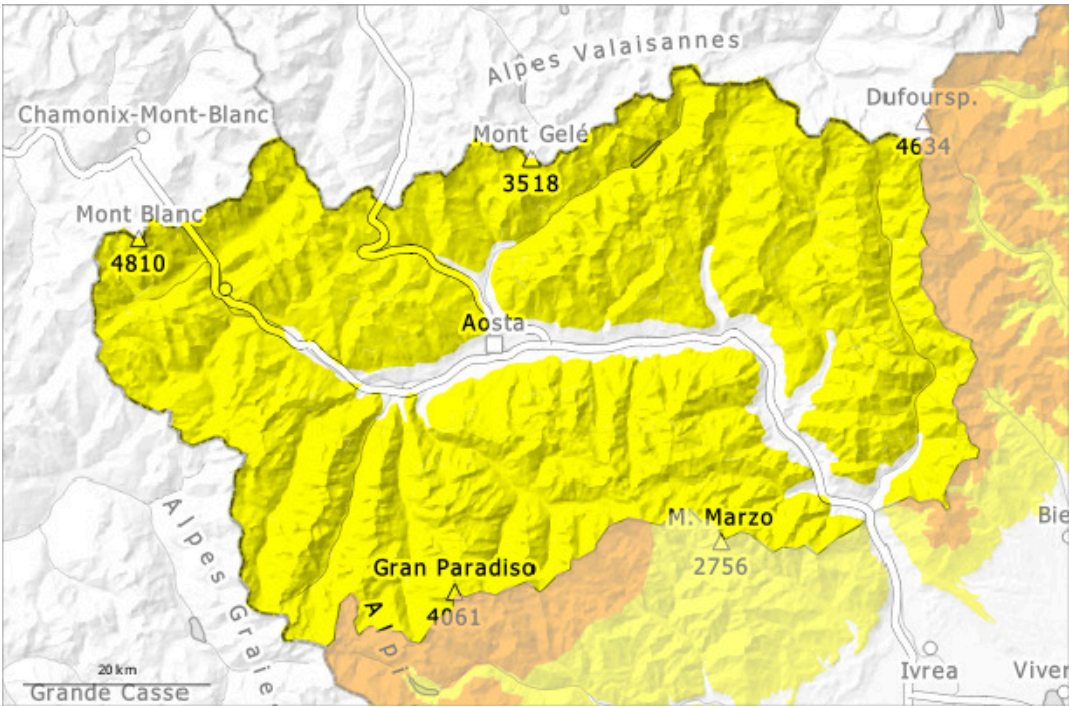 Alpes Valaisannes
Dufoursp.
4634
Chamonix-Mont-Blanc
Mont Gelé
3518
Mont Blanc
4810
Aosta
M. Marzo
2756
Bie
Gran Paradiso
4061
Alpes Graie
Alpi
20 km
Grande Casse
Ivrea
Viver